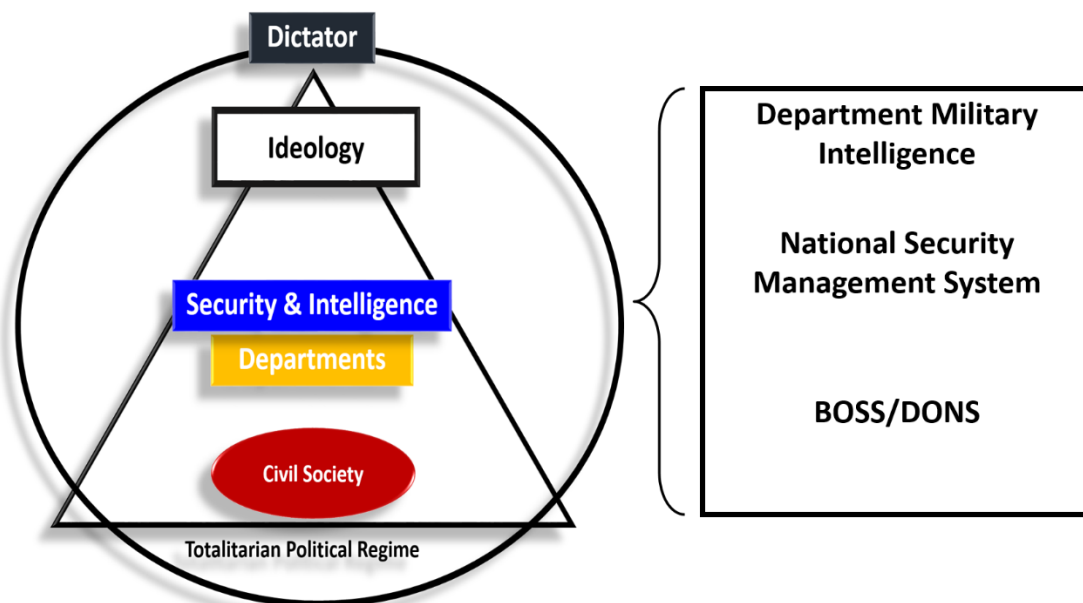 Dictator
Ideology
Security & Intelligence
Departments
Civil Society
Totalitarian Political Regime
Department Military
Intelligence
National Security
Management System
BOSS/DONS